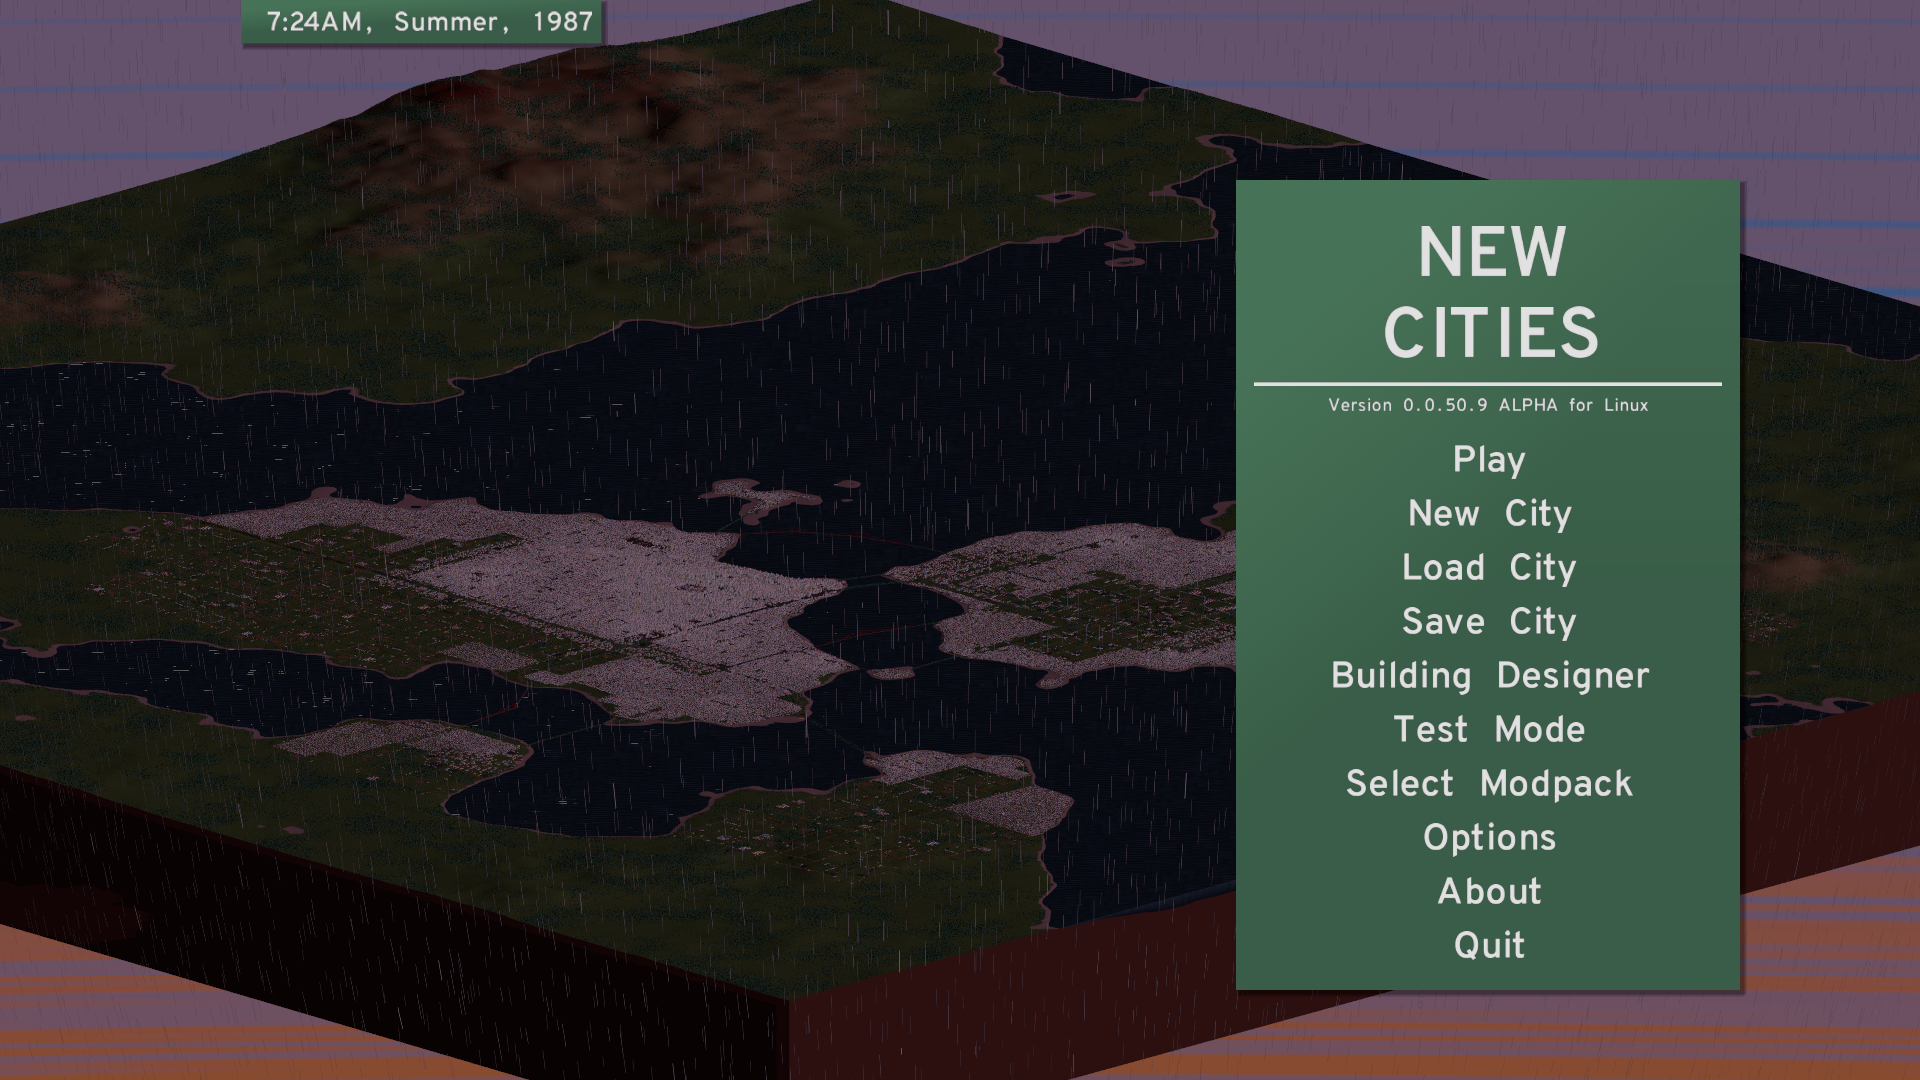 7:24AM, Summer, 1987
NEW
CITIES
Version 0.0.50.9 ALPHA for Linux
Play
New City
Load City
Save City
Building Designer
Test Mode
Select Modpack
Options
About
Quit